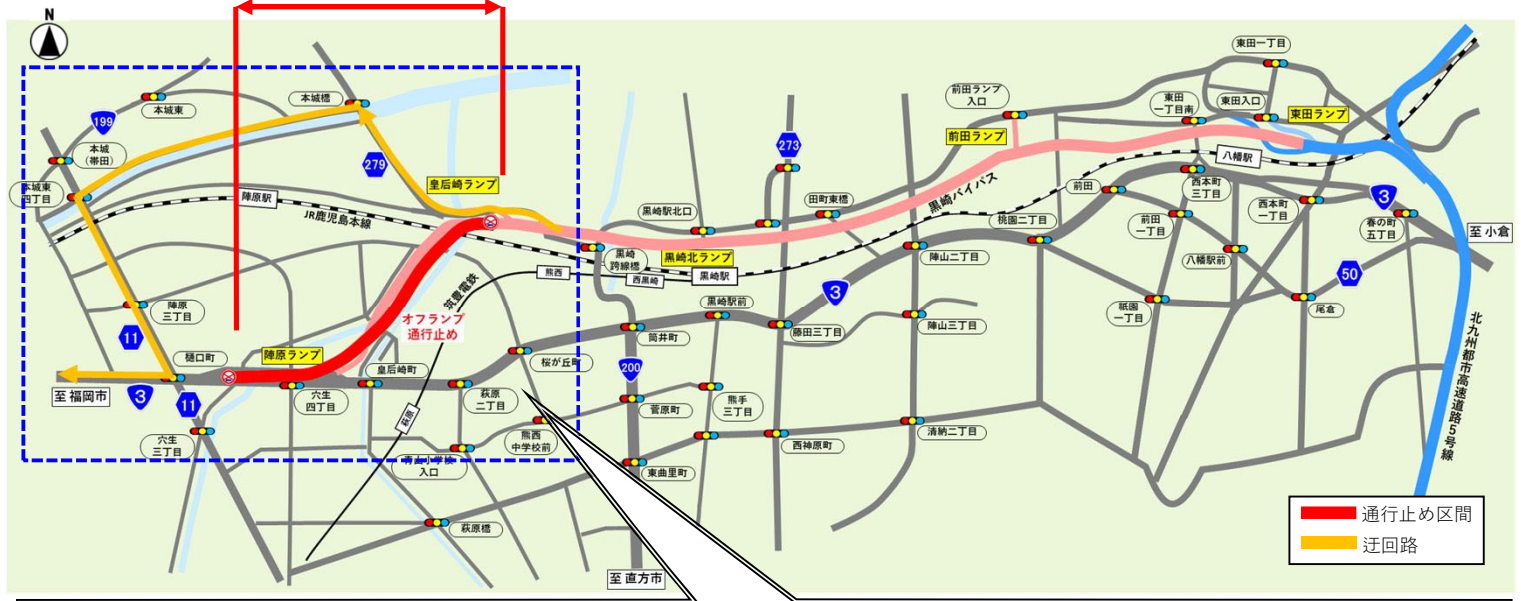 N
199
本城東
本城橋
本城
(帯田)
本城東
四丁目
279
陣原駅
JR鹿児島本線
皇后崎ランプ
陣原
三丁目
11
樋口町
陣原ランプ
オフランプ
通行止め
筑豊電鉄
至 福岡市
3
11
穴生
三丁目
穴生
四丁目
皇后崎町
萩原
二丁目
桜が丘町
萩原
熊西
中学校前
青山小学校
入口
萩原橋
熊西
西黒崎
黒崎
跨線橋
黒崎駅北口
黒崎北ランプ
黒崎駅
黒崎駅前
筒井町
200
菅原町
熊手
三丁目
東曲里町
至 直方市
273
田町東橋
藤田三丁目
西神原町
3
陣山二丁目
陣山三丁目
清納二丁目
黒崎バイパス
前田ランプ
入口
前田ランプ
桃園二丁目
前田
前田
一丁目
祇園
一丁目
東田一丁目
東田
一丁目南
東田入口
東田ランプ
八幡駅
西本町
三丁目
西本町
一丁目
八幡駅前
3
春の町
五丁目
50
尾倉
至 小倉
北九州都市高速道路5号線
通行止め区間
迂回路